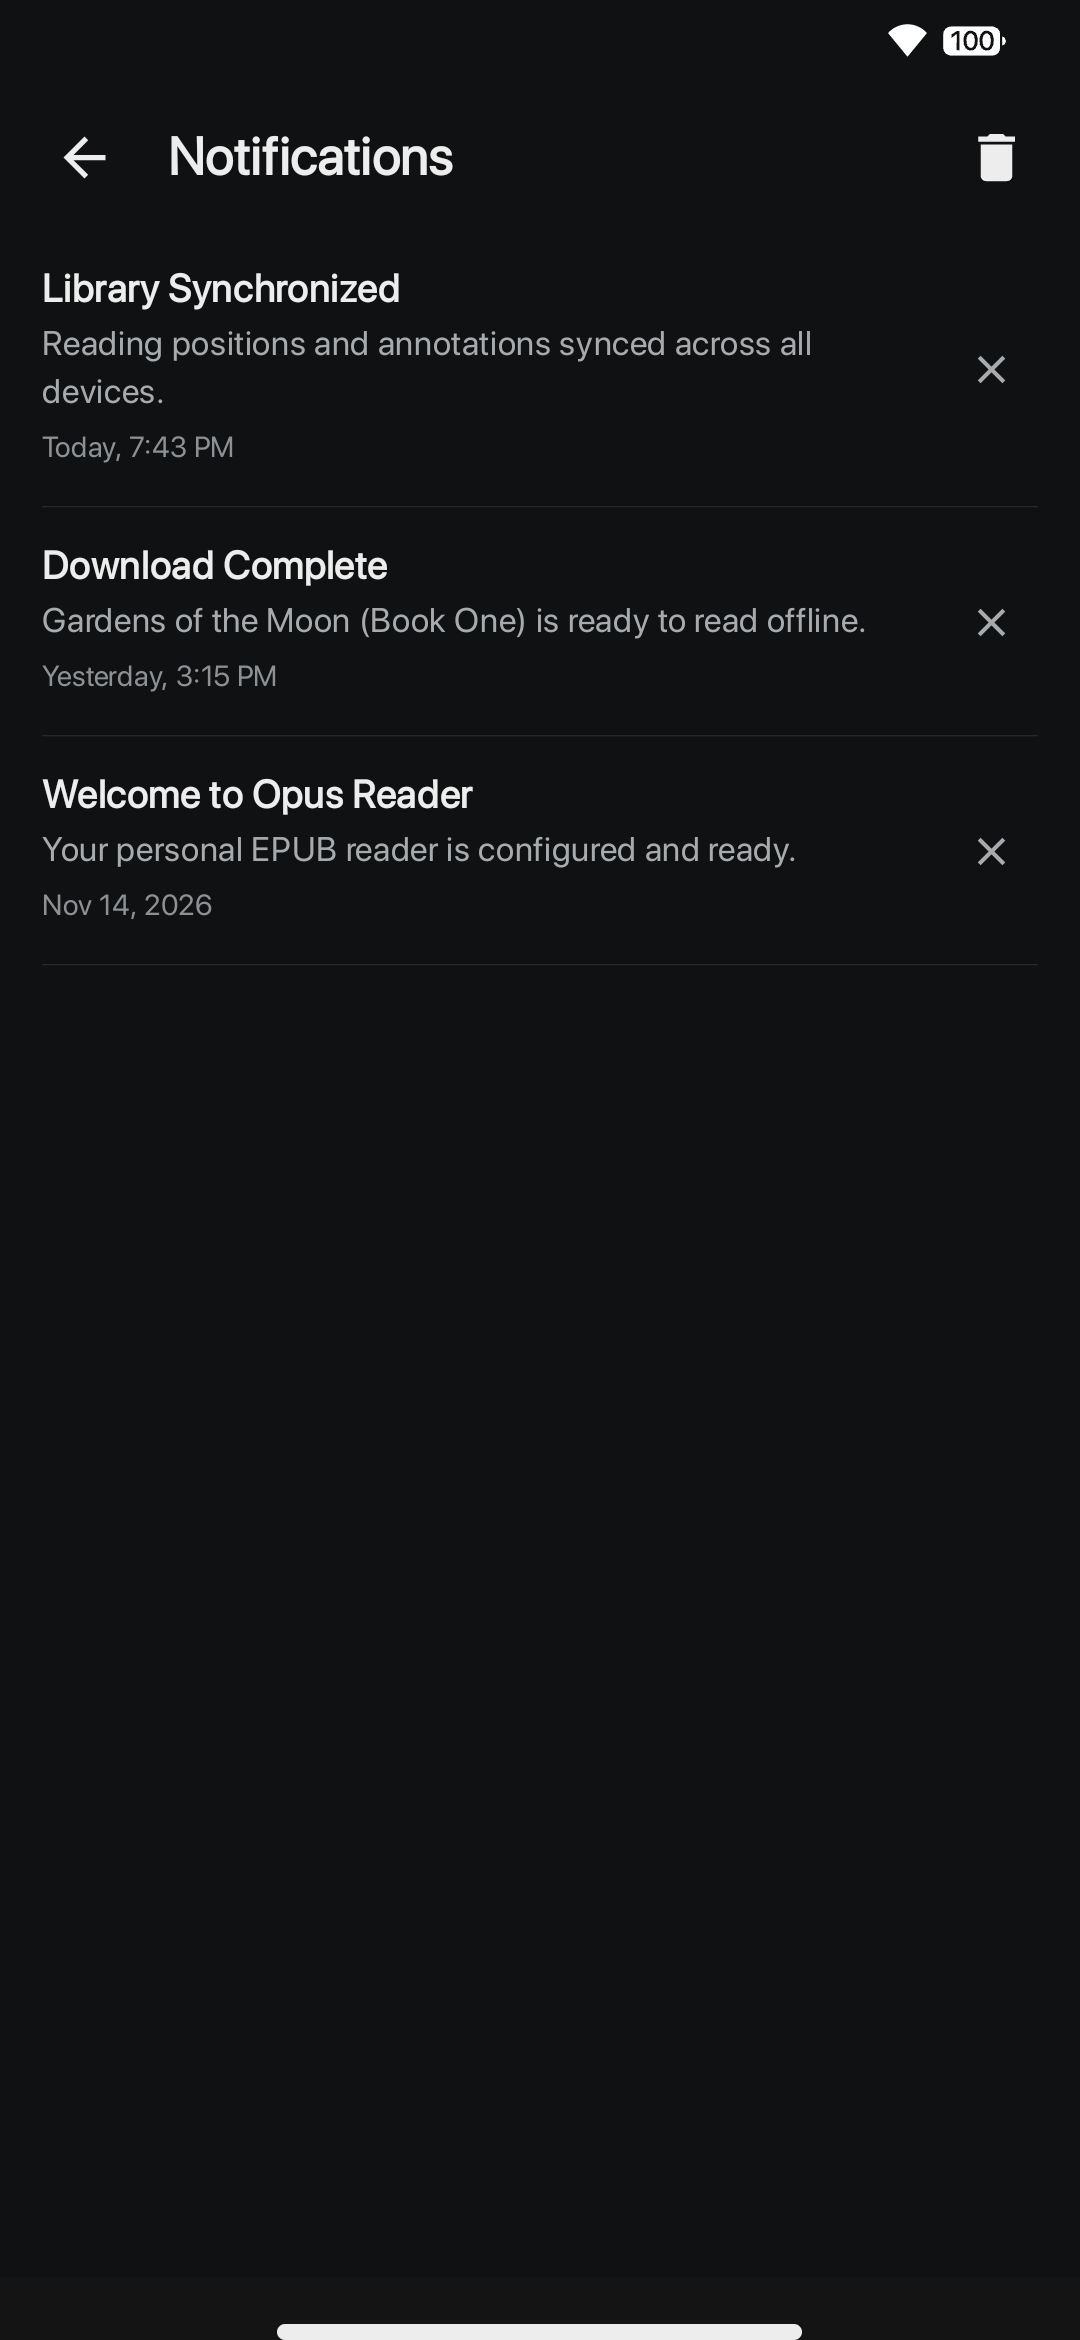 100
Notifications
Library Synchronized
Reading positions and annotations synced across all
devices.
Today, 7:43 PM
Download Complete
Gardens of the Moon (Book One) is ready to read offline.
Yesterday, 3:15 PM
Welcome to Opus Reader
Your personal EPUB reader is configured and ready.
Nov 14, 2026